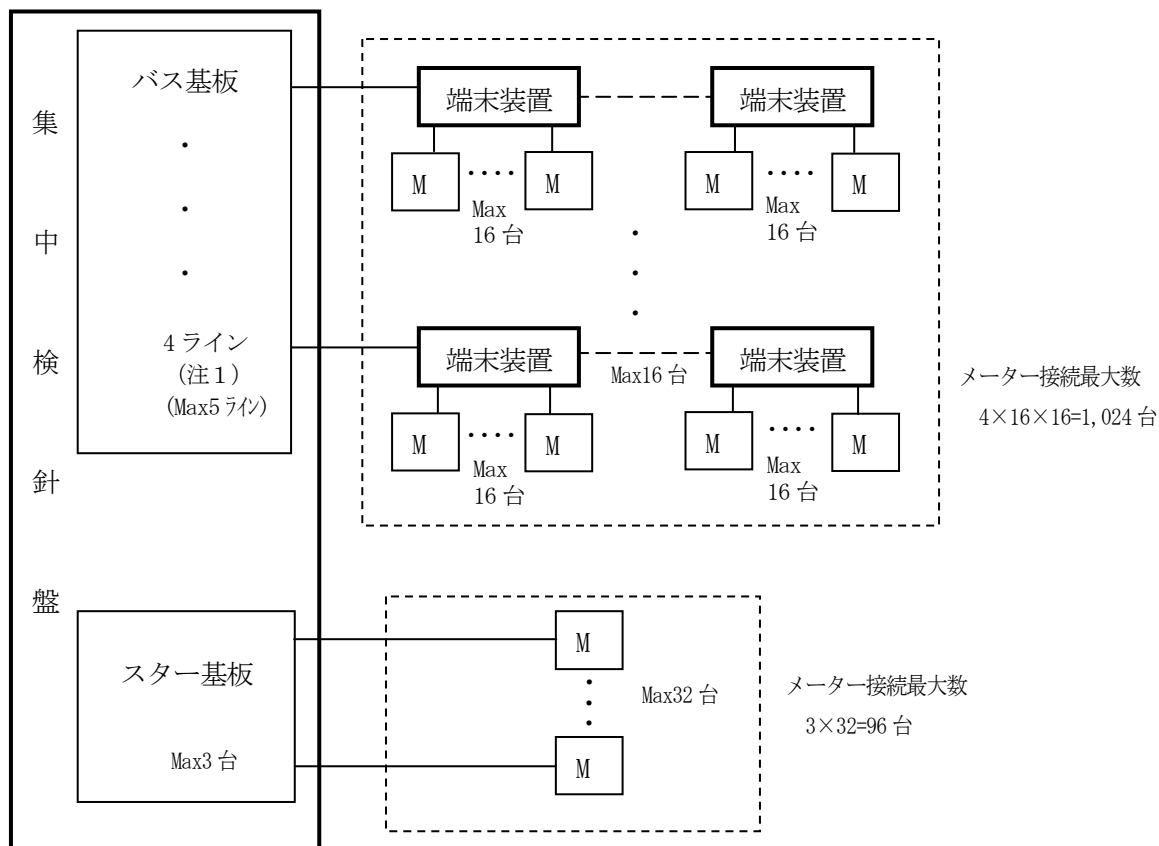 集中検針盤
バス基板
・
・
・
4ライン
(注１)
(Max5ﾗｲﾝ)
端末装置
端末装置
M
‥‥
M
M
‥‥
M
Max
16台
Max
16台
・
・
・
端末装置
Max16台
端末装置
M
‥‥
M
M
‥‥
M
Max
16台
Max
16台
メーター接続最大数
4×16×16=1,024台
スター基板
Max3台
M
・
・
・
Max32台
M
メーター接続最大数
3×32=96台